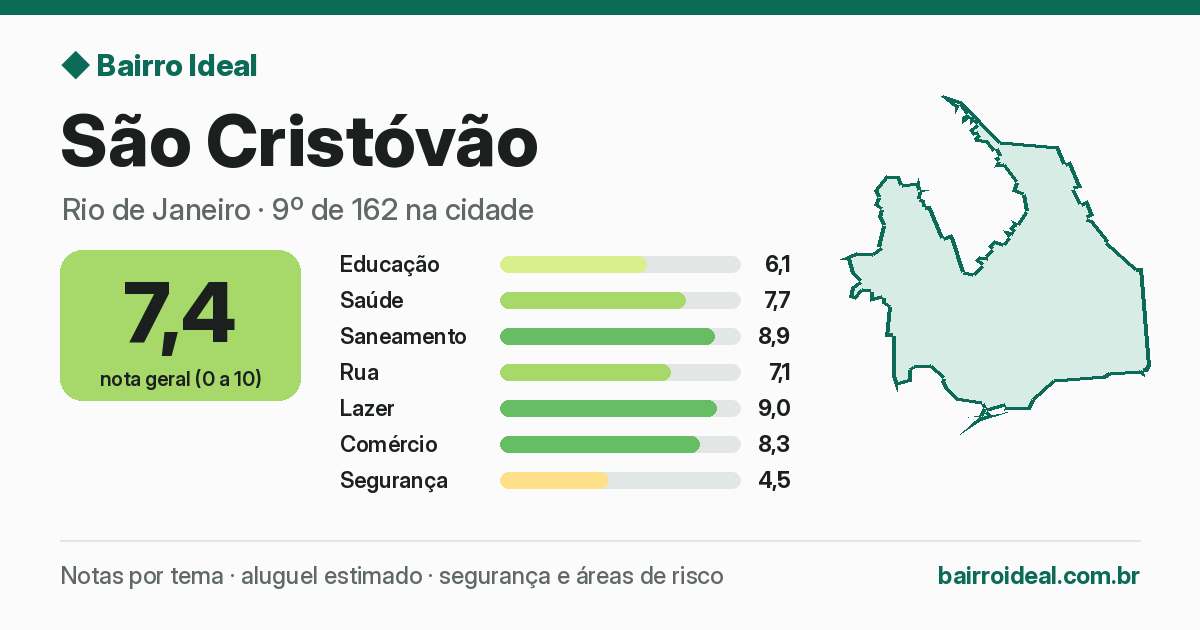 Bairro Ideal
São Cristóvão
Rio de Janeiro · 9º de 162 na cidade
7,4
nota geral (0 a 10)
Educação 6,1
Saúde 7,7
Saneamento 8,9
Rua 7,1
Lazer 9,0
Comércio 8,3
Segurança 4,5
Notas por tema · aluguel estimado · segurança e áreas de risco
bairroideal.com.br